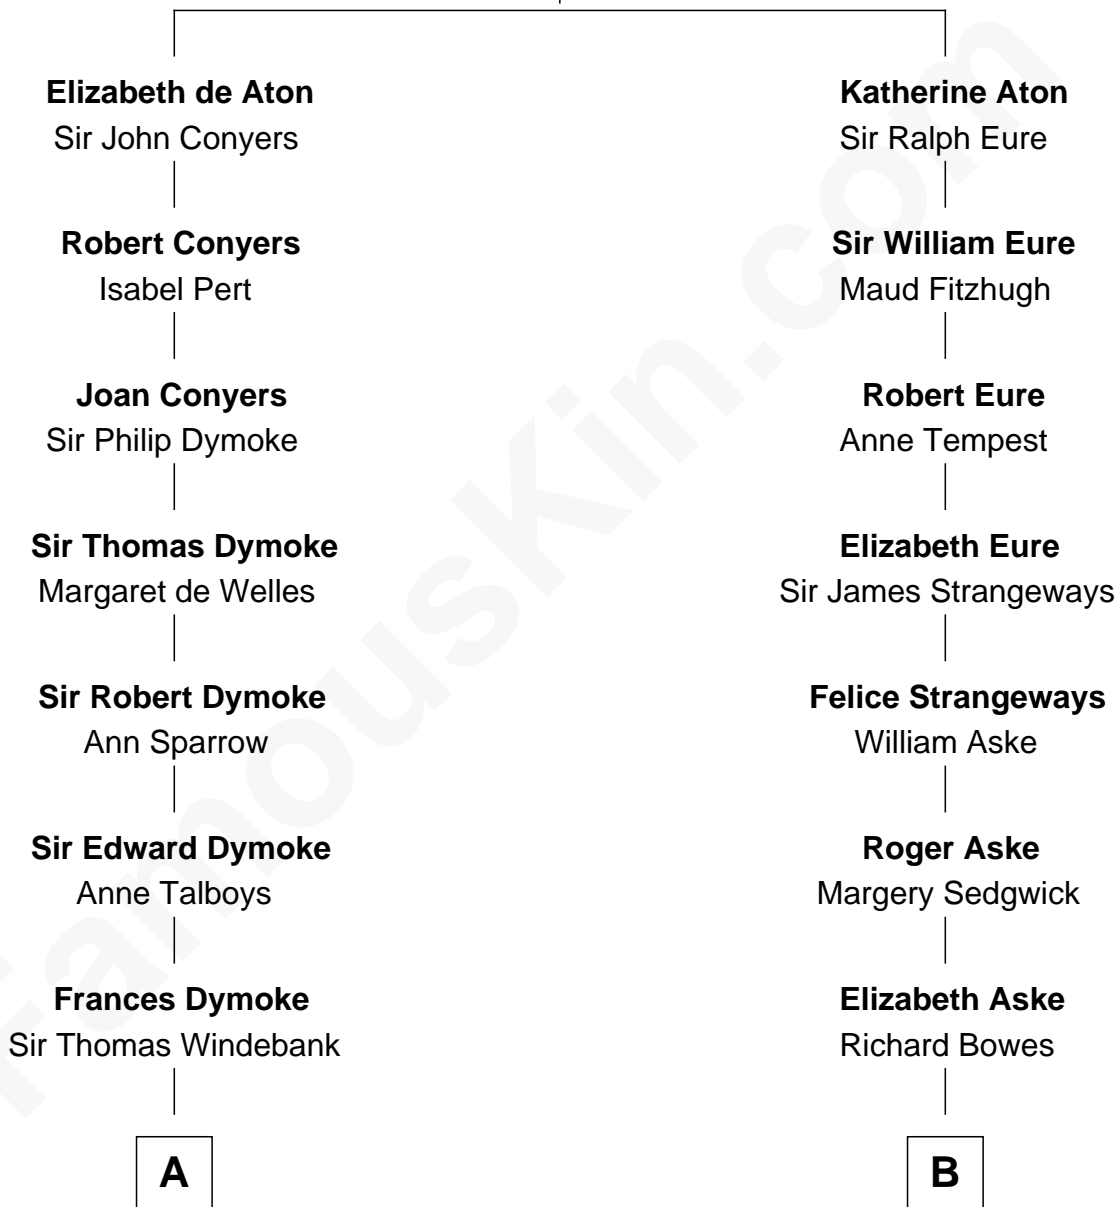 Elizabeth de Aton
Sir John Conyers
Robert Conyers
Isabel Pert
Joan Conyers
Sir Philip Dymoke
Sir Thomas Dymoke
Margaret de Welles
Sir Robert Dymoke
Ann Sparrow
Sir Edward Dymoke
Anne Talboys
Frances Dymoke
Sir Thomas Windebank
A
Katherine Aton
Sir Ralph Eure
Sir William Eure
Maud Fitzhugh
Robert Eure
Anne Tempest
Elizabeth Eure
Sir James Strangeways
Felice Strangeways
William Aske
Roger Aske
Margery Sedgwick
Elizabeth Aske
Richard Bowes
B
FamousKin.com